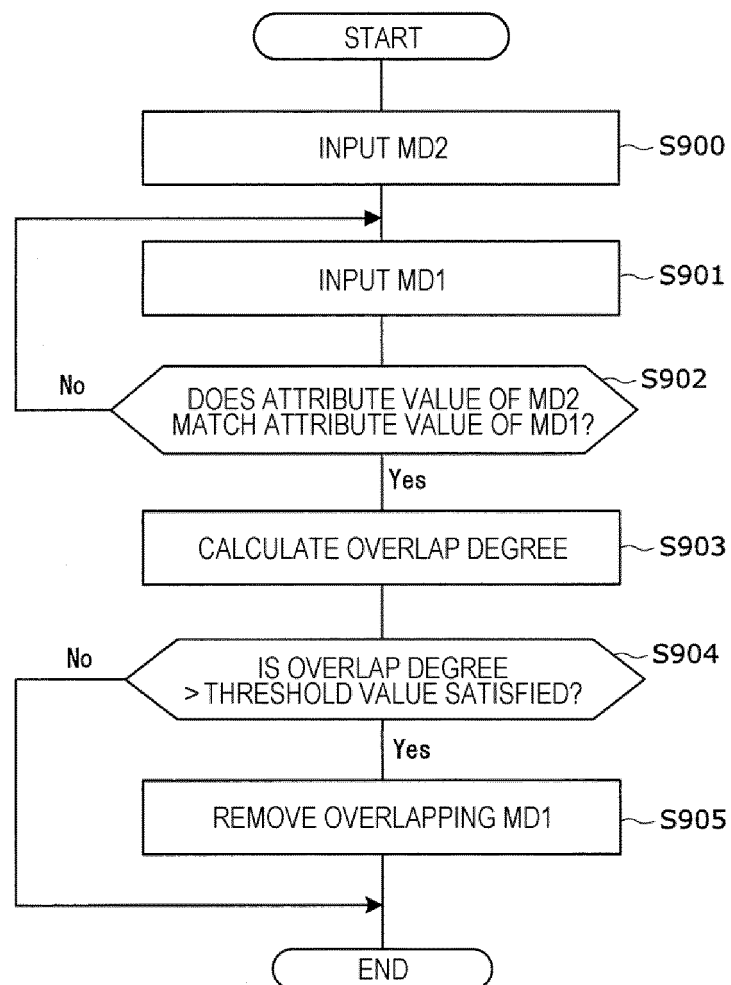 START
INPUT MD2
S900
INPUT MD1
S901
No
S902
DOES ATTRIBUTE VALUE OF MD2
MATCH ATTRIBUTE VALUE OF MD1?
Yes
CALCULATE OVERLAP DEGREE
S903
No
S904
IS OVERLAP DEGREE
> THRESHOLD VALUE SATISFIED?
Yes
REMOVE OVERLAPPING MD1
S905
END